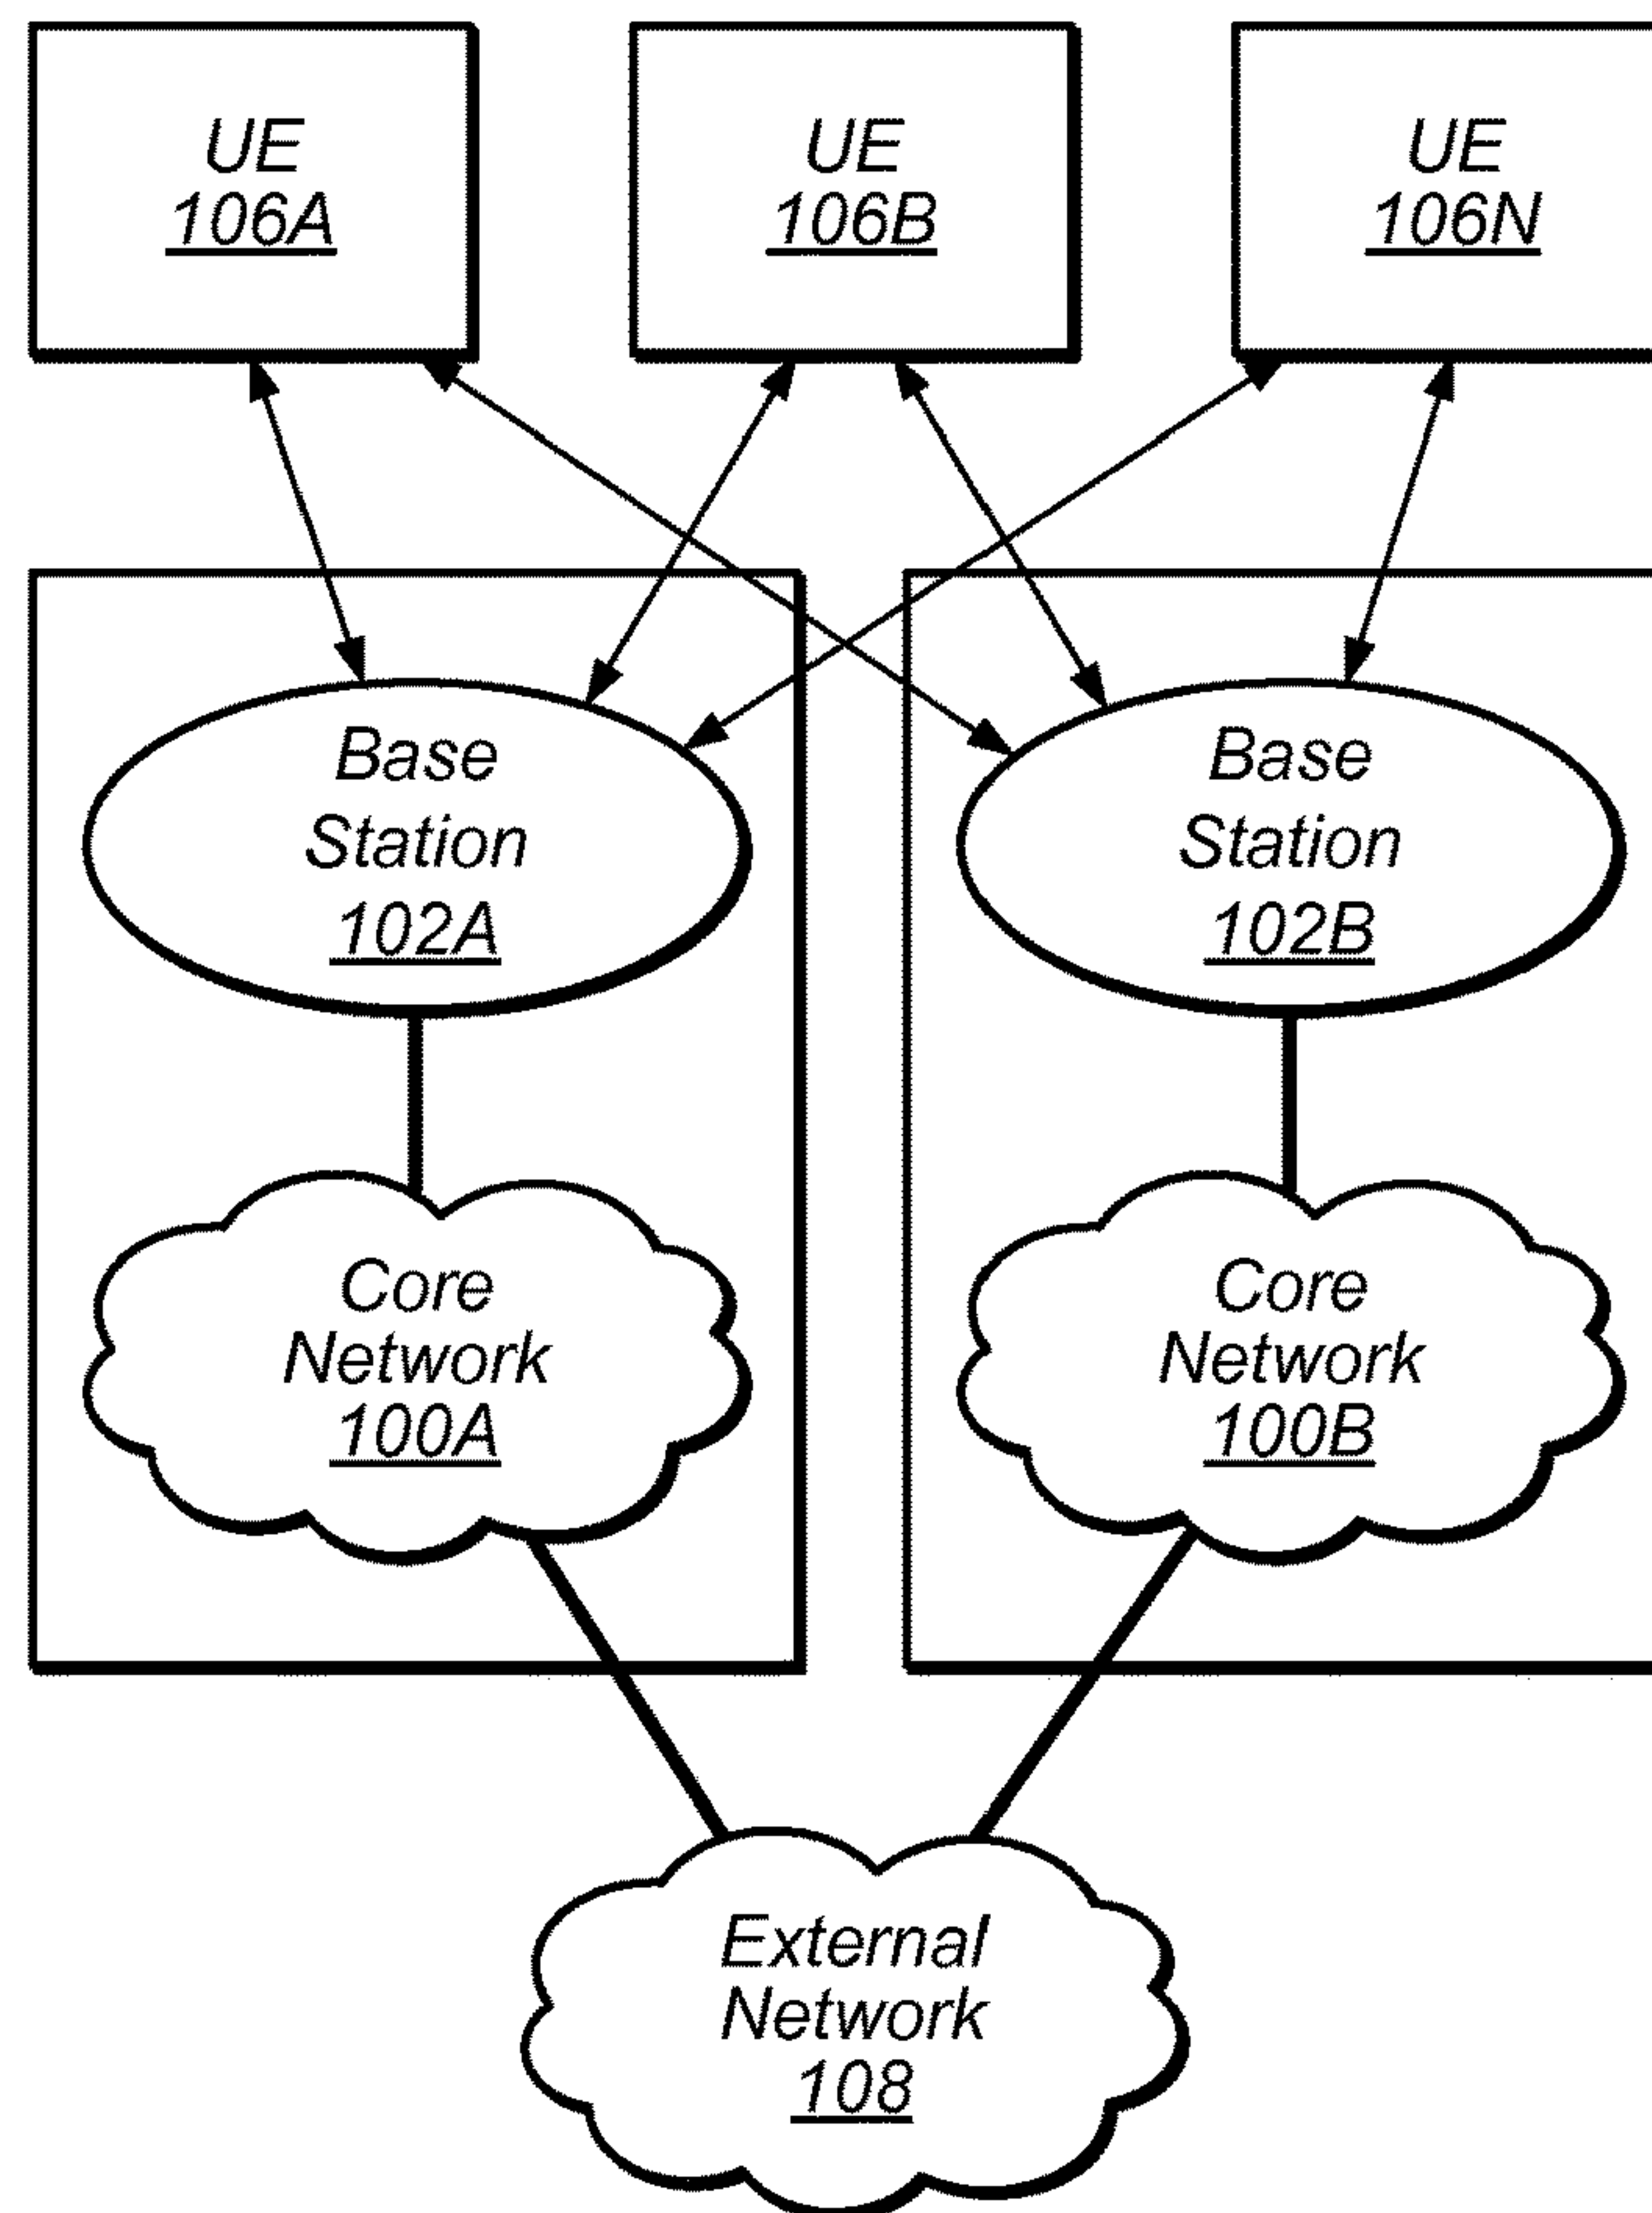 UE
106A
UE
106B
UE
106N
Base
Station
102A
Base
Station
102B
Core
Network
100A
Core
Network
100B
External
Network
108